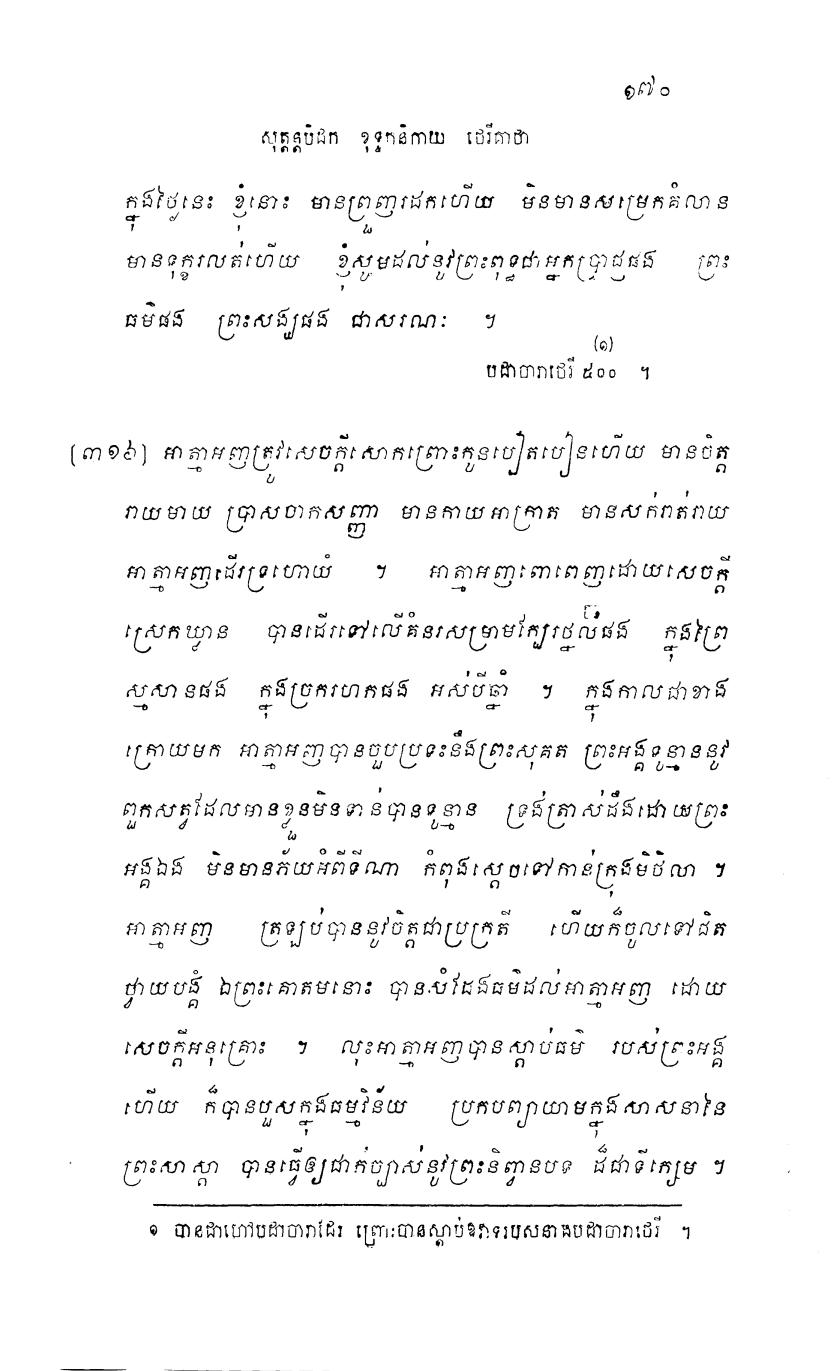 ១៧០
សុត្តន្តបិដក ខុទ្ទកនិកាយ ថេរីគាថា
ក្នុងថ្ងៃនេះ ខ្ញុំនោះ មានព្រួញដកហើយ មិនមានសម្រេកគំលាន
មានទុក្ខរលត់ហើយ ខ្ញុំសូមដល់នូវព្រះពុទ្ធជាអ្នកប្រាជ្ញផង ព្រះ
ធម៌ផង ព្រះសង្ឃផង ជាសរណៈ ។
(១)
បដាចារាថេរី ៥០០ ។
[៣១៦] អាត្មាអញត្រូវសេចក្តីសោកព្រោះកូនបៀតបៀនហើយ មានចិត្ត
រាយមាយ ប្រាសចាកសញ្ញា មានកាយអាក្រាត មានសក់រាត់រាយ
អាត្មាអញដើរទ្រហោយំ ។ អាត្មាអញពោពេញដោយសេចក្តី
ស្រេកឃ្លាន បានដើរទៅលើគំនរសម្រាមក្បែរថ្នល់ផង ក្នុងព្រៃ
ស្មសានផង ក្នុងច្រករហកផង អស់បីឆ្នាំ ។ ក្នុងកាលជាខាង
ក្រោយមក អាត្មាអញបានចួបប្រទះនឹងព្រះសុគត ព្រះអង្គទូន្មាននូវ
ពួកសត្វដែលមានខ្លួនមិនទាន់បានទូន្មាន ទ្រង់ត្រាស់ដឹងដោយព្រះ
អង្គឯង មិនមានភ័យអំពីទីណា កំពុងស្តេចទៅកាន់ក្រុងមិថិលា ។
អាត្មាអញ ត្រឡប់បាននូវចិត្តជាប្រក្រតី ហើយក៏ចូលទៅជិត
ថ្វាយបង្គំ ឯព្រះគោតមនោះ បានសំដែងធម៌ដល់អាត្មាអញ ដោយ
សេចក្តីអនុគ្រោះ ។ លុះអាត្មាអញបានស្តាប់ធម៌ របស់ព្រះអង្គ
ហើយ ក៏បានបួសក្នុងធម្មវិន័យ ប្រកបព្យាយាមក្នុងសាសនានៃ
ព្រះសាស្តា បានធ្វើឲ្យជាក់ច្បាស់នូវព្រះនិព្វានបទ ដ៏ជាទីក្សេម ។
១ បានជាហៅបដាចារាដែរ ព្រោះបានស្តាប់ឱវាទរបស់នាងបដាចារាថេរី ។